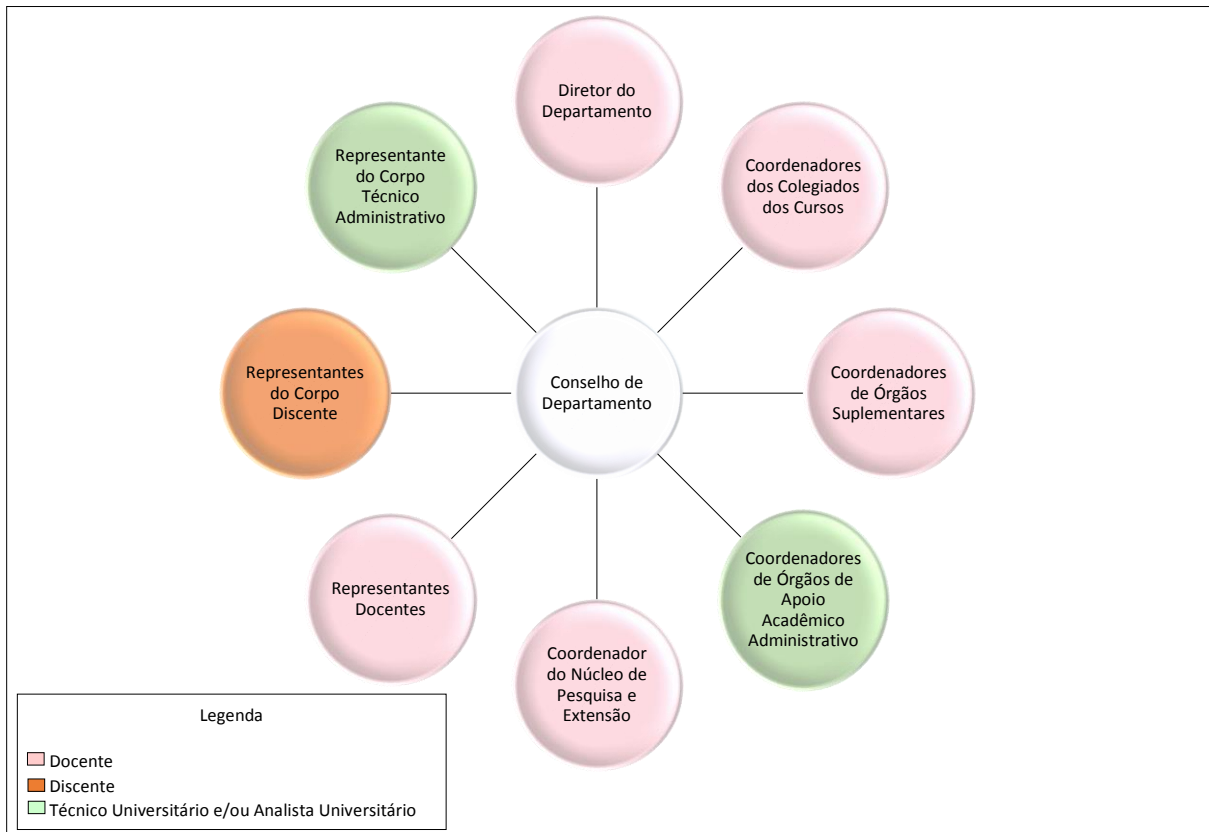 Diretor do
Departamento
Coordenadores
dos Colegiados
dos Cursos
Coordenadores
de Órgãos
Suplementares
Coordenadores
de Órgãos de
Apoio
Acadêmico
Administrativo
Coordenador
do Núcleo de
Pesquisa e
Extensão
Representantes
Docentes
Representantes
do Corpo
Discente
Representante
do Corpo
Técnico
Administrativo
Conselho de
Departamento
Legenda
Docente
Discente
Técnico Universitário e/ou Analista Universitário